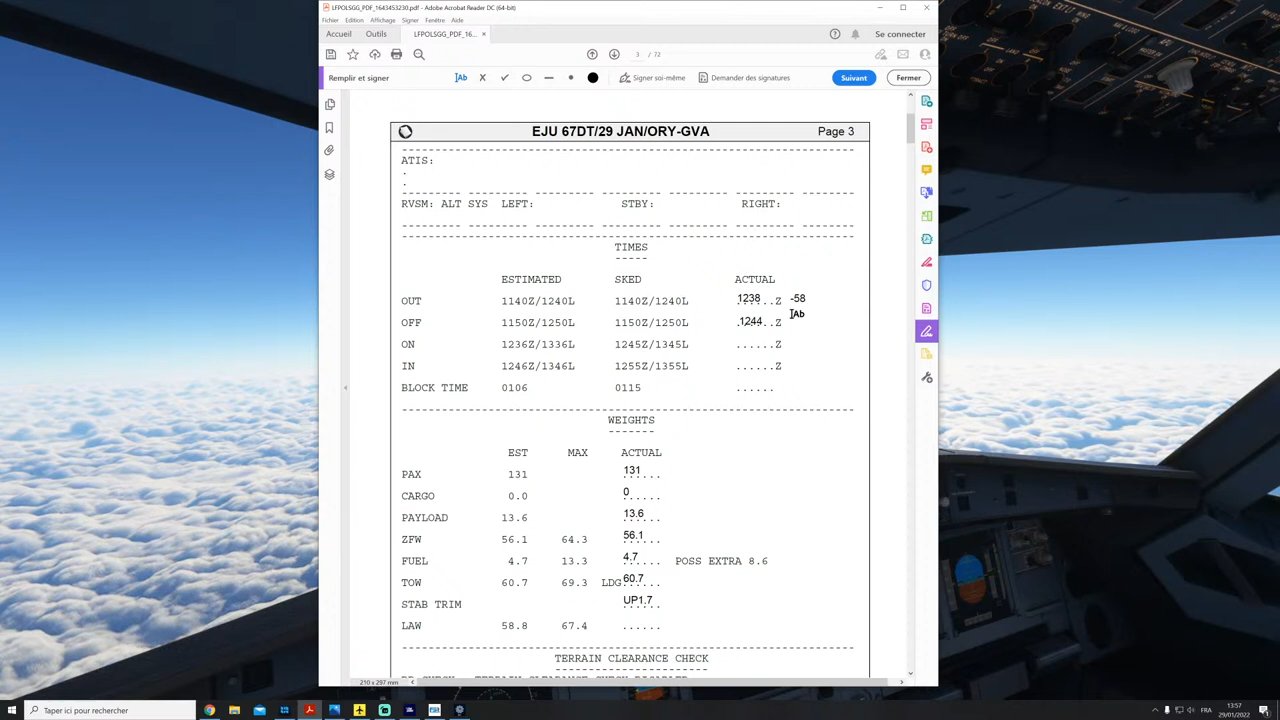 LFPOLSGG_PDF_1643453230.pdf - Adobe Acrobat Reader DC (64-bit)
Fichier Edition Affichage Signer Fenêtre Aide
Accueil Outils LFPOLSGG_PDF_16... × Se connecter
3 / 72
Remplir et signer Ab Signer soi-même Demander des signatures Suivant Fermer
EJU 67DT/29 JAN/ORY-GVA Page 3
ATIS:
.
.
RVSM: ALT SYS LEFT: STBY: RIGHT:
TIMES
ESTIMATED SKED ACTUAL
OUT 1140Z/1240L 1140Z/1240L 1238 ......Z -58
Ab
OFF 1150Z/1250L 1150Z/1250L 1244 ......Z
ON 1236Z/1336L 1245Z/1345L ......Z
IN 1246Z/1346L 1255Z/1355L ......Z
BLOCK TIME 0106 0115 ......
WEIGHTS
EST MAX ACTUAL
PAX 131 131 ......
CARGO 0.0 0 ......
PAYLOAD 13.6 13.6 ......
ZFW 56.1 64.3 56.1 ......
FUEL 4.7 13.3 4.7 ...... POSS EXTRA 8.6
TOW 60.7 69.3 LDG 60.7 ......
STAB TRIM UP1.7 ......
LAW 58.8 67.4 ......
TERRAIN CLEARANCE CHECK
210 x 297 mm
Taper ici pour rechercher
FRA
13:57
29/01/2022